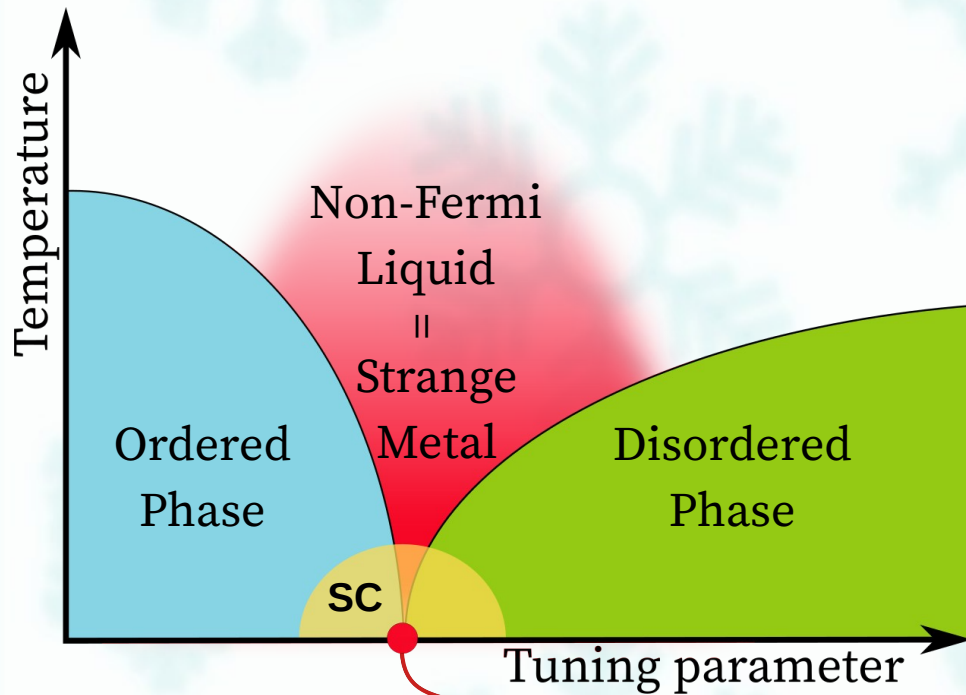 Temperature
Non-Fermi
Liquid
=
Strange
Metal
Ordered
Phase
Disordered
Phase
SC
Tuning parameter